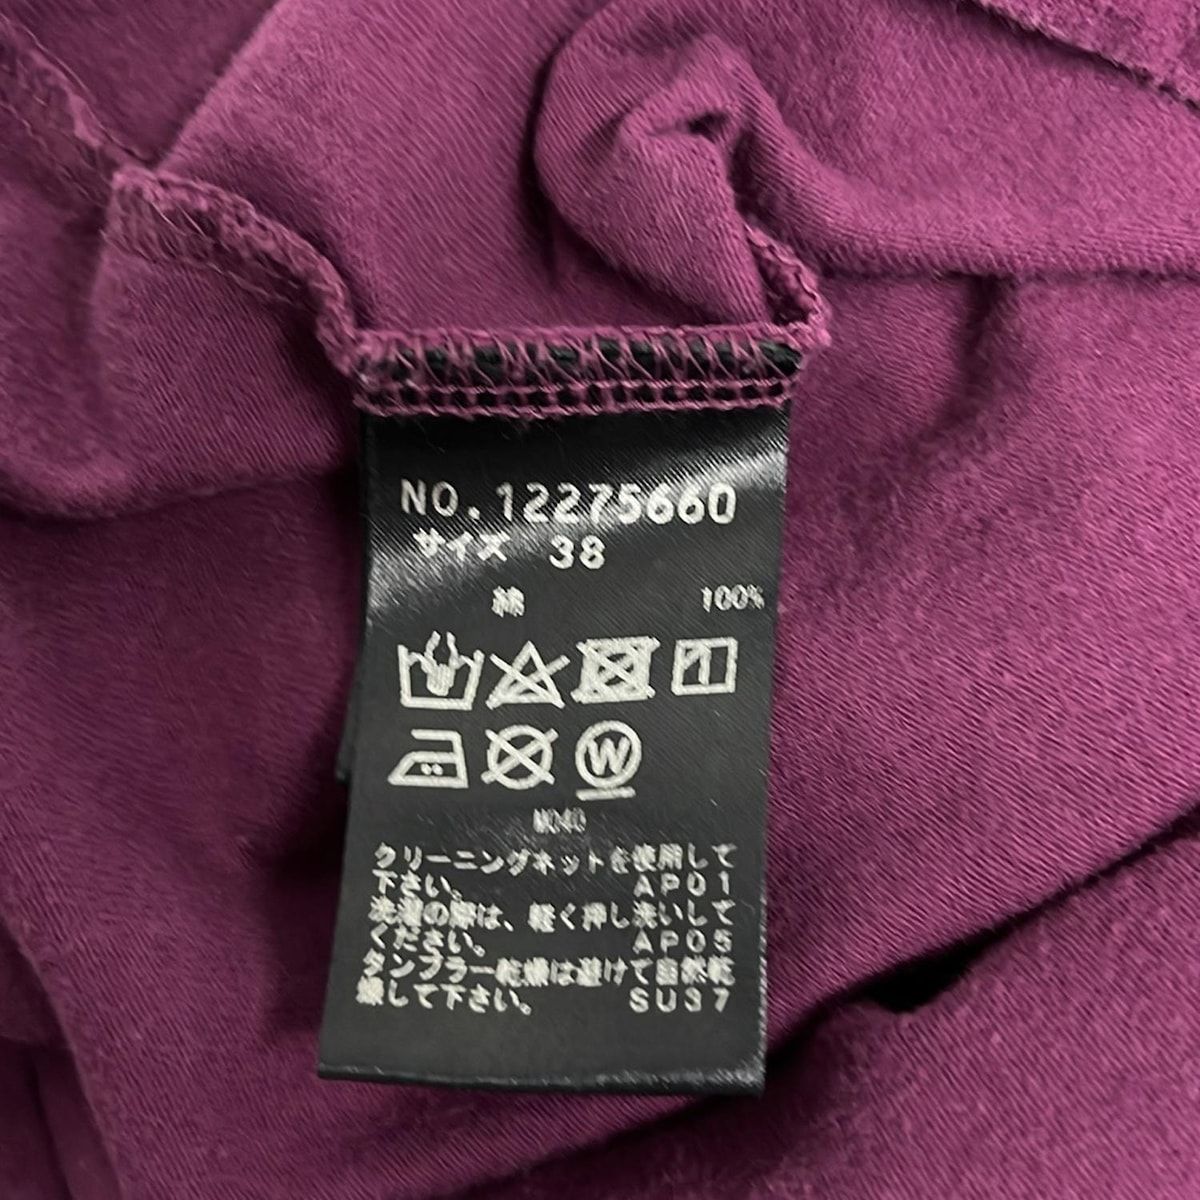 NO.12275660
サイズ 38
綿 100%
W
M040
クリーニングネットを使用して
下さい。 AP01
洗濯の際は、軽く押し洗いして
ください。 AP05
タンブラー乾燥は避けて自然乾
燥して下さい。 SU37